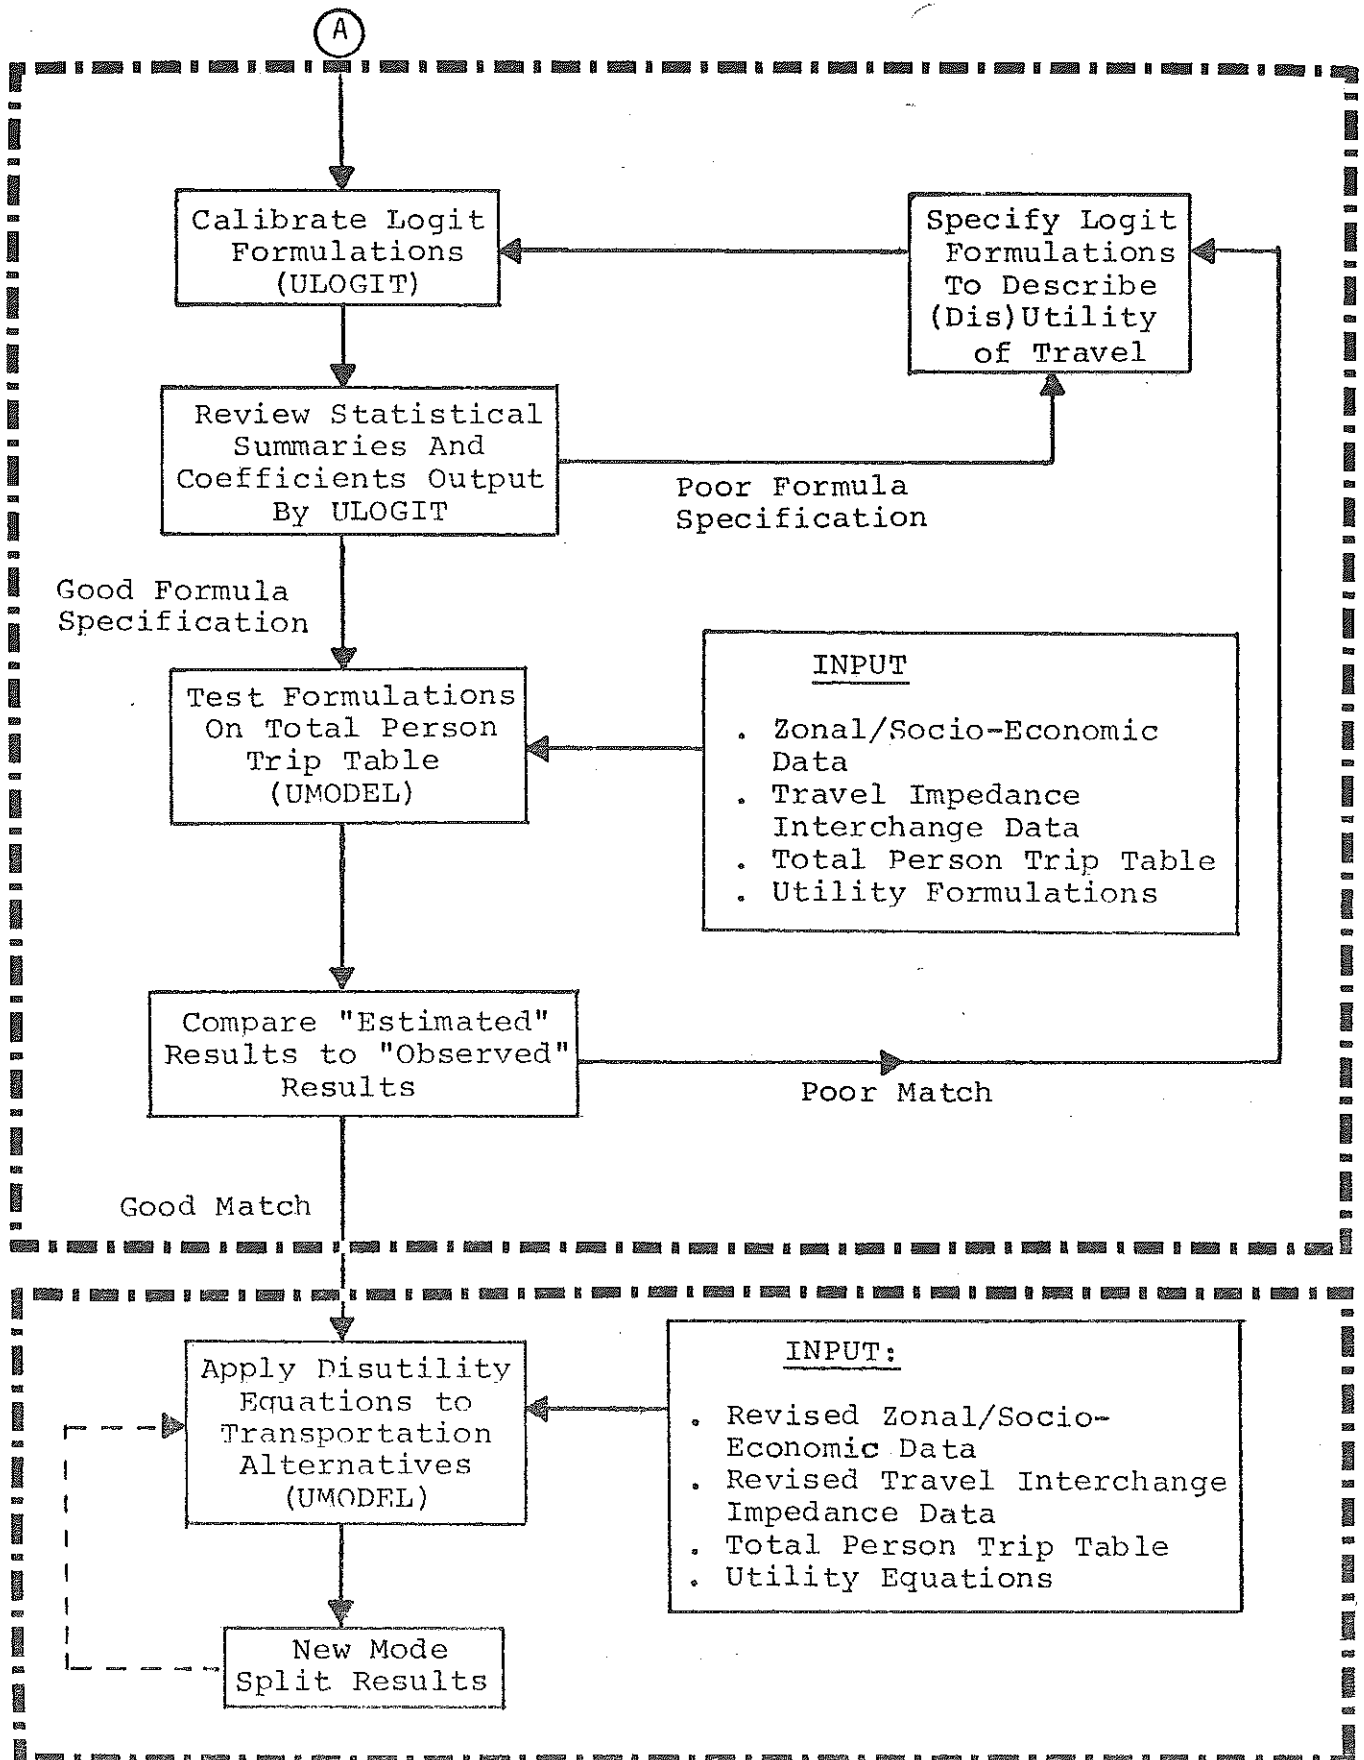 A
Calibrate Logit
Formulations
(ULOGIT)
Specify Logit
Formulations
To Describe
(Dis)Utility
of Travel
Review Statistical
Summaries And
Coefficients Output
By ULOGIT
Poor Formula
Specification
Good Formula
Specification
Test Formulations
On Total Person
Trip Table
(UMODEL)
INPUT
. Zonal/Socio-Economic
Data
. Travel Impedance
Interchange Data
. Total Person Trip Table
. Utility Formulations
Compare "Estimated"
Results to "Observed"
Results
Poor Match
Good Match
Apply Disutility
Equations to
Transportation
Alternatives
(UMODEL)
INPUT:
. Revised Zonal/Socio-
Economic Data
. Revised Travel Interchange
Impedance Data
. Total Person Trip Table
. Utility Equations
New Mode
Split Results